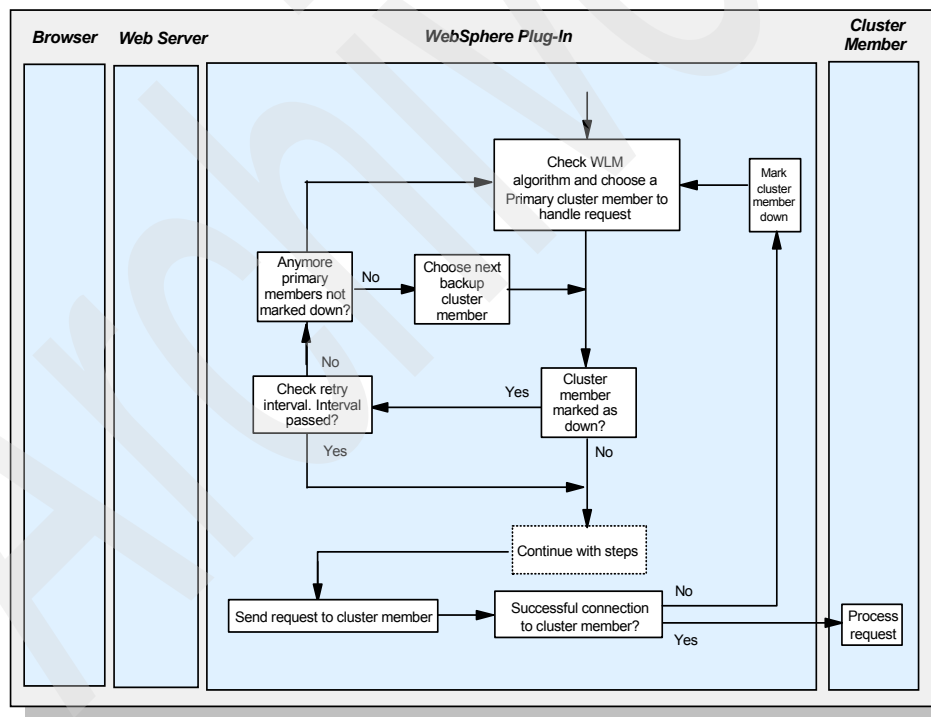 Browser
Web Server
WebSphere Plug-In
Cluster
Member
Check WLM
algorithm and choose a
Primary cluster member to
handle request
Mark
cluster
member
down
Anymore
primary
members not
marked down?
No
Choose next
backup
cluster
member
No
Check retry
interval. Interval
passed?
Yes
Cluster
member
marked as
down?
Yes
No
Continue with steps
Send request to cluster member
Successful connection
to cluster member?
No
Yes
Process
request
Archive